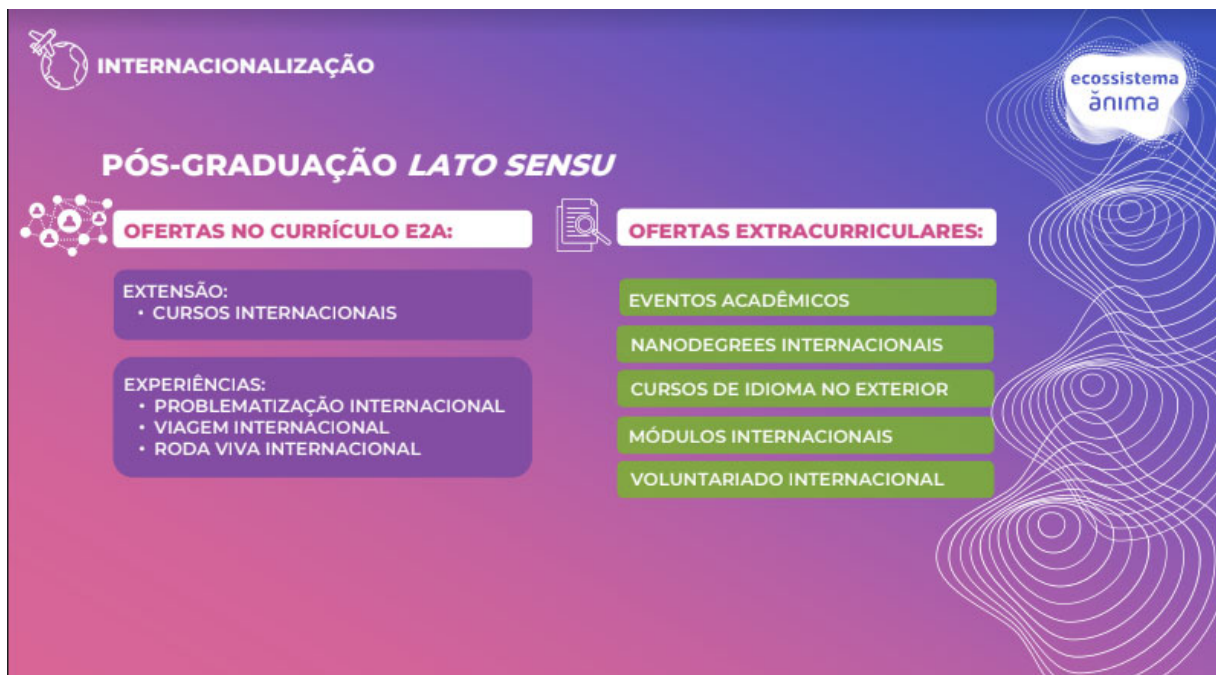 INTERNACIONALIZAÇÃO
ecossistema
ănima
PÓS-GRADUAÇÃO LATO SENSU
OFERTAS NO CURRÍCULO E2A:
EXTENSÃO:
• CURSOS INTERNACIONAIS
EXPERIÊNCIAS:
• PROBLEMATIZAÇÃO INTERNACIONAL
• VIAGEM INTERNACIONAL
• RODA VIVA INTERNACIONAL
OFERTAS EXTRACURRICULARES:
EVENTOS ACADÊMICOS
NANODEGREES INTERNACIONAIS
CURSOS DE IDIOMA NO EXTERIOR
MÓDULOS INTERNACIONAIS
VOLUNTARIADO INTERNACIONAL